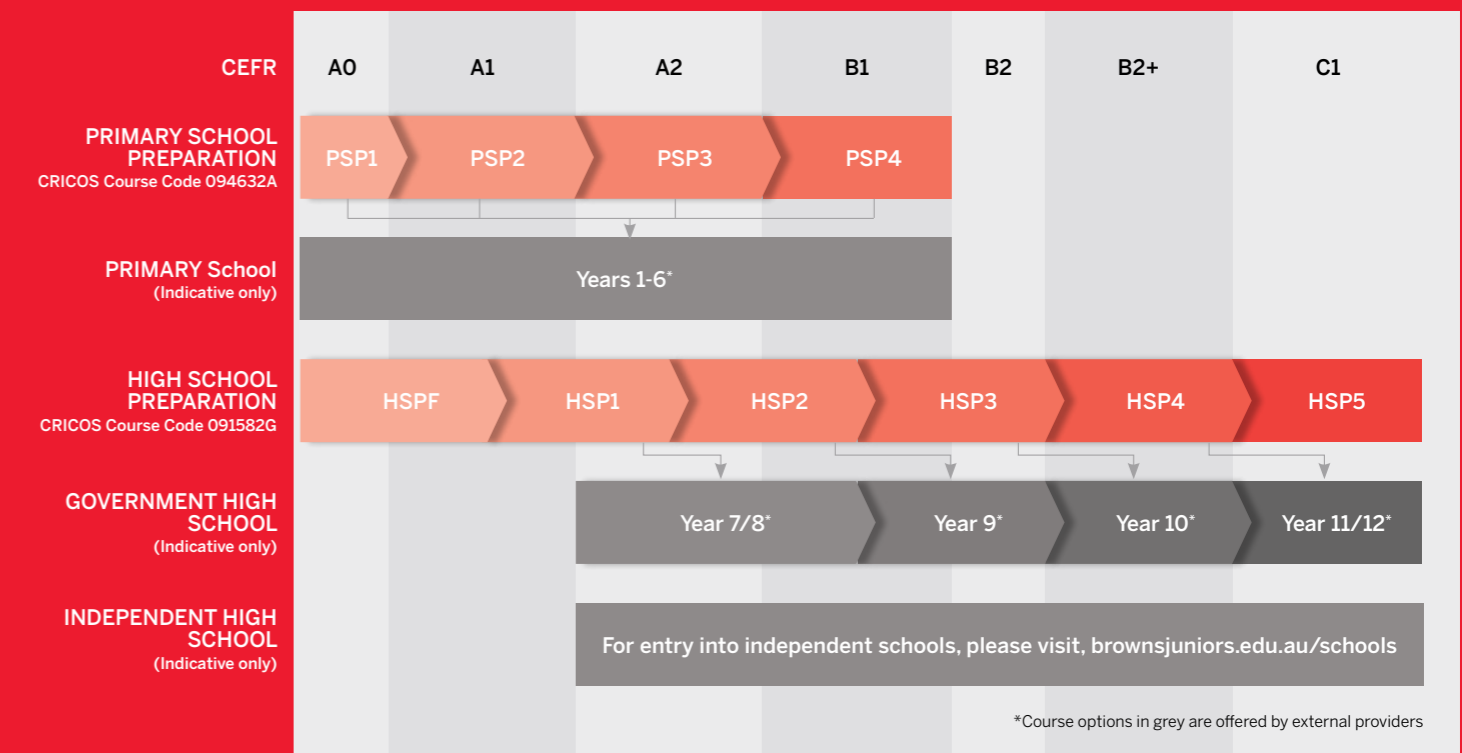 CEFR A0 A1 A2 B1 B2 B2+ C1
PRIMARY SCHOOL
PREPARATION
CRICOS Course Code 094632A
PSP1 PSP2 PSP3 PSP4
PRIMARY School
(Indicative only)
Years 1-6*
HIGH SCHOOL
PREPARATION
CRICOS Course Code 091582G
HSPF HSP1 HSP2 HSP3 HSP4 HSP5
GOVERNMENT HIGH
SCHOOL
(Indicative only)
Year 7/8* Year 9* Year 10* Year 11/12*
INDEPENDENT HIGH
SCHOOL
(Indicative only)
For entry into independent schools, please visit, brownsjuniors.edu.au/schools
*Course options in grey are offered by external providers